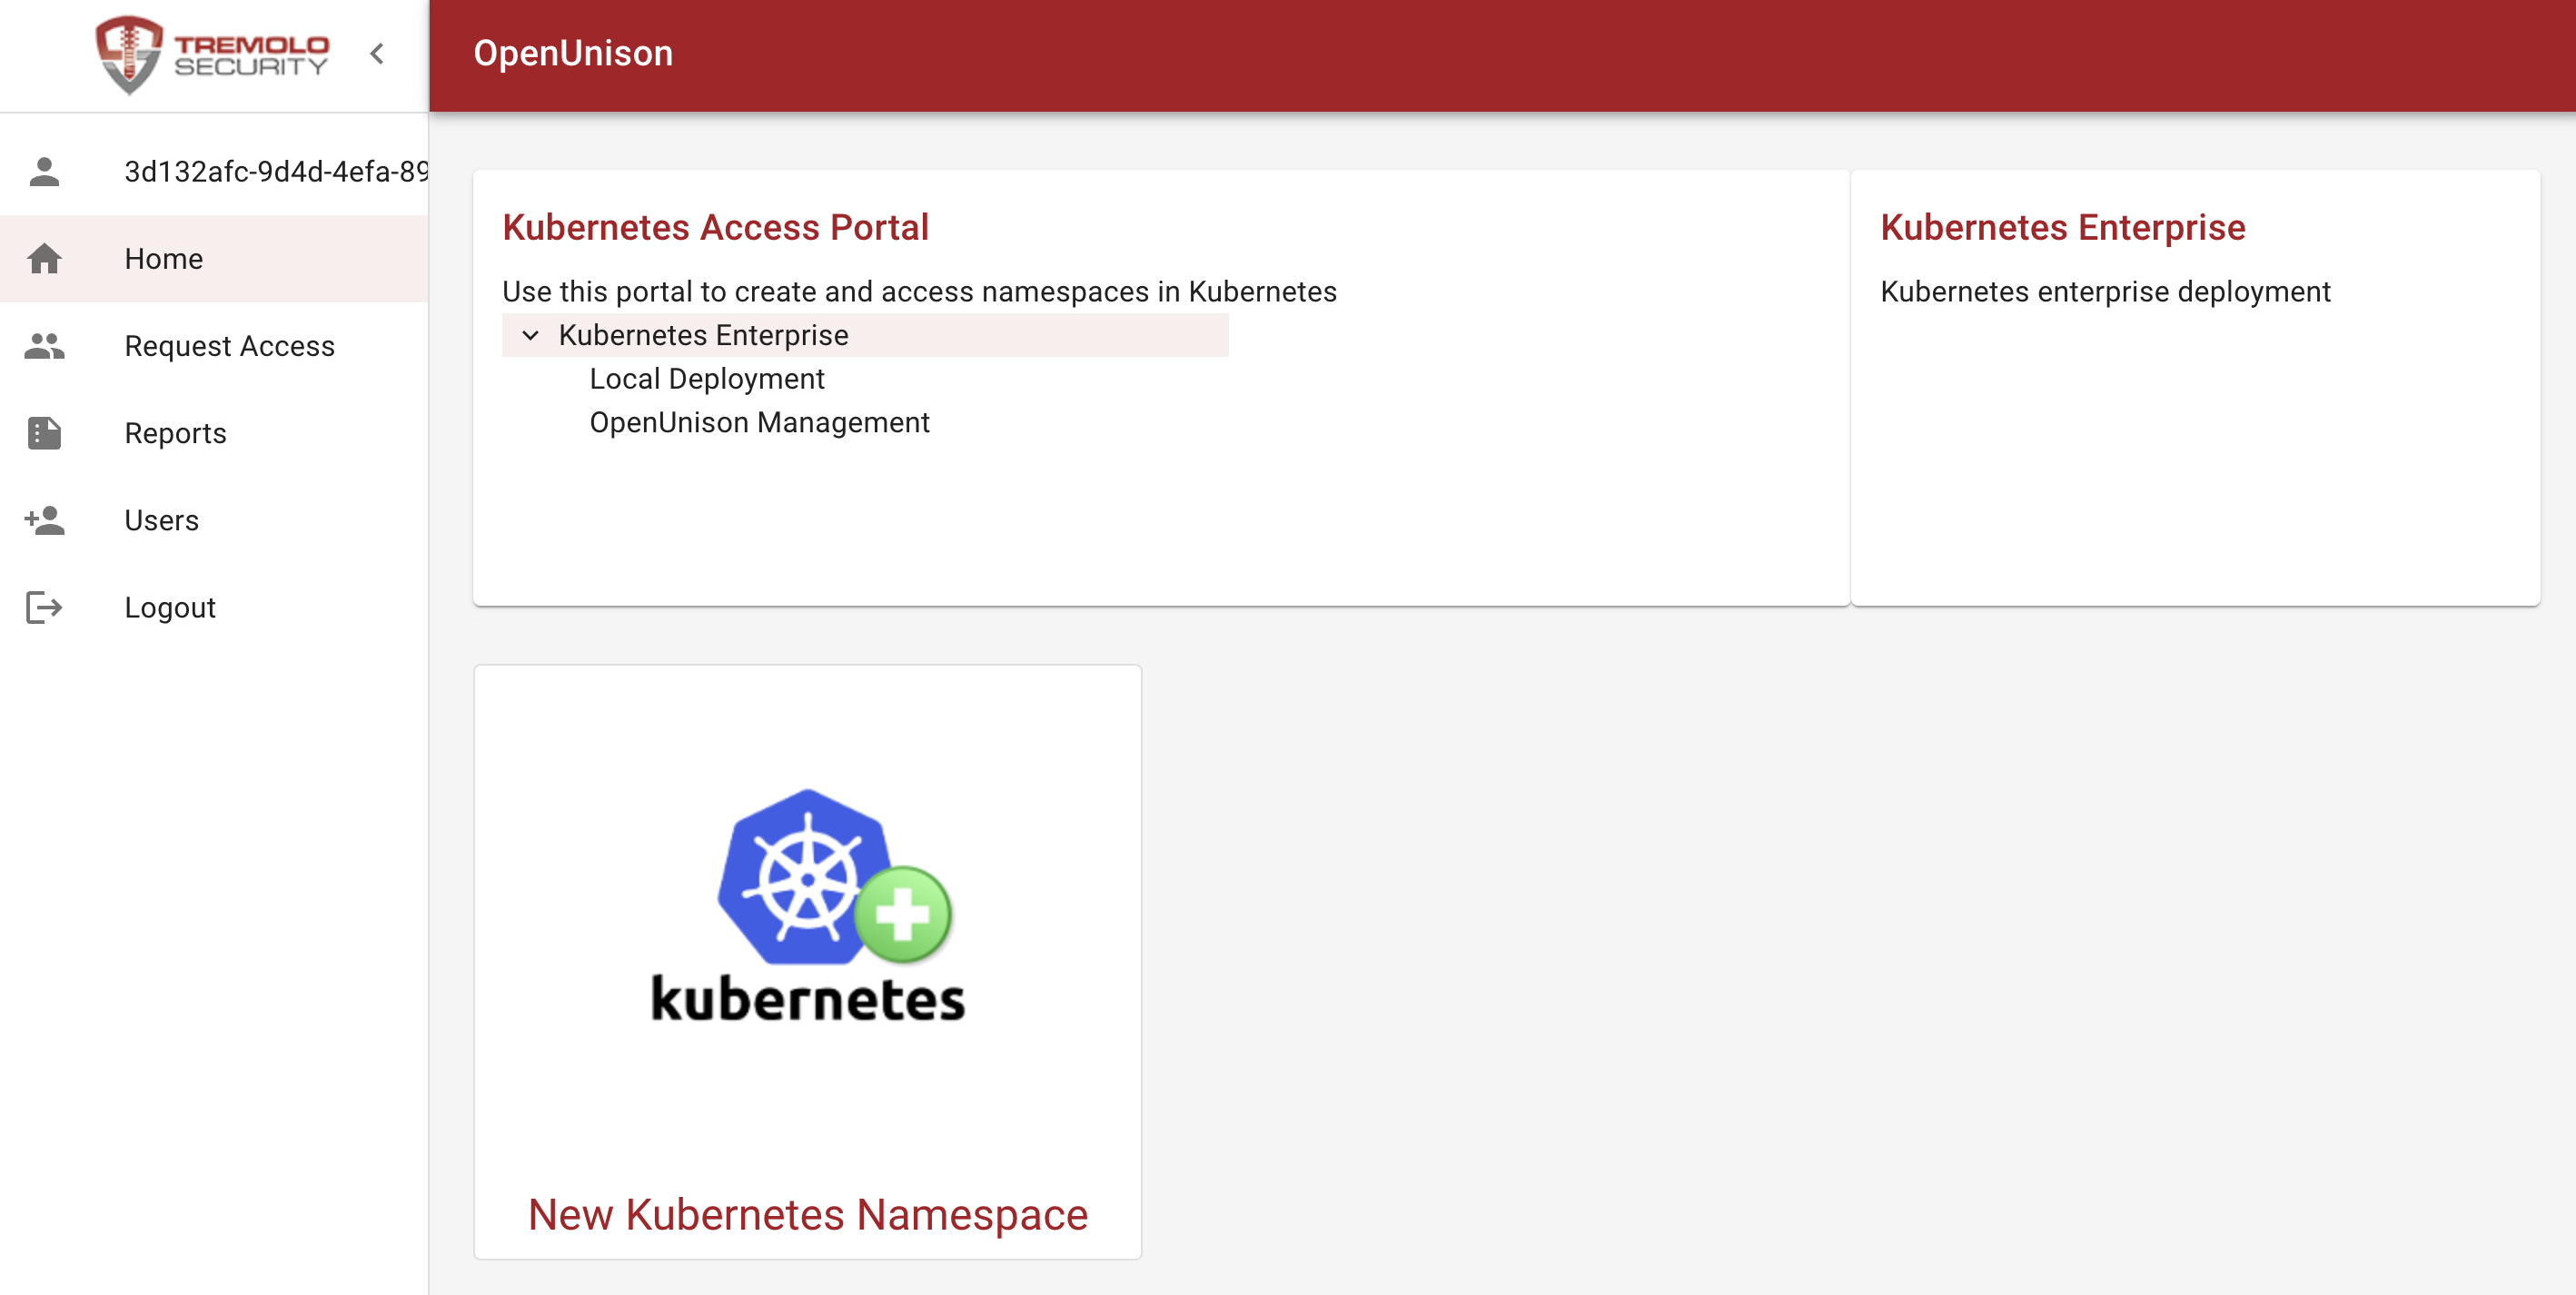 TREMOLO
SECURITY
OpenUnison
3d132afc-9d4d-4efa-89
Home
Request Access
Reports
Users
Logout
Kubernetes Access Portal
Use this portal to create and access namespaces in Kubernetes
Kubernetes Enterprise
Local Deployment
OpenUnison Management
Kubernetes Enterprise
Kubernetes enterprise deployment
kubernetes
New Kubernetes Namespace